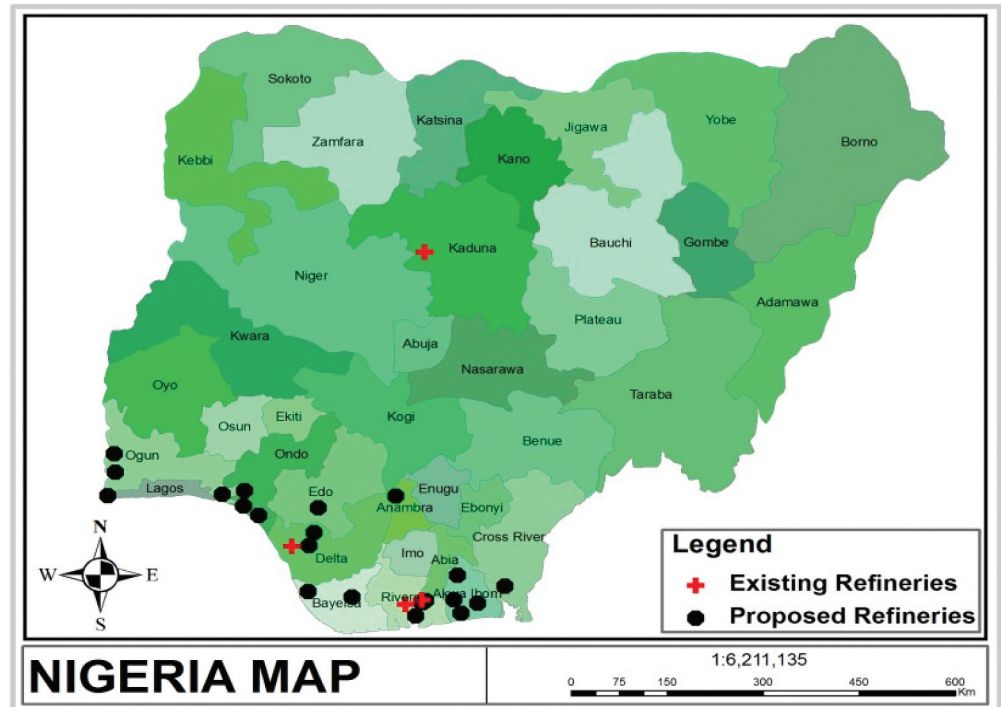 Sokoto
Katsina
Zamfara
Jigawa
Yobe
Borno
Kebbi
Kano
Kaduna
Bauchi
Gombe
Niger
Adamawa
Plateau
Kwara
Abuja
Nasarawa
Oyo
Taraba
Kogi
Ekiti
Osun
Benue
Ondo
Ogun
Lagos
Edo
Enugu
Anambra
Ebonyi
Cross River
Imo
Abia
Delta
Bayelsa
Rivers
Akwa Ibom
N
W
E
S
Legend
Existing Refineries
Proposed Refineries
NIGERIA MAP
1:6,211,135
0 75 150 300 450 600
Km